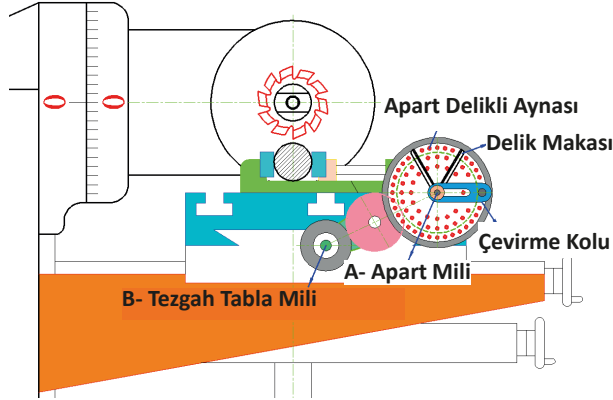 0 0
Apart Delikli Aynası
Delik Makası
Çevirme Kolu
A- Apart Mili
B- Tezgah Tabla Mili